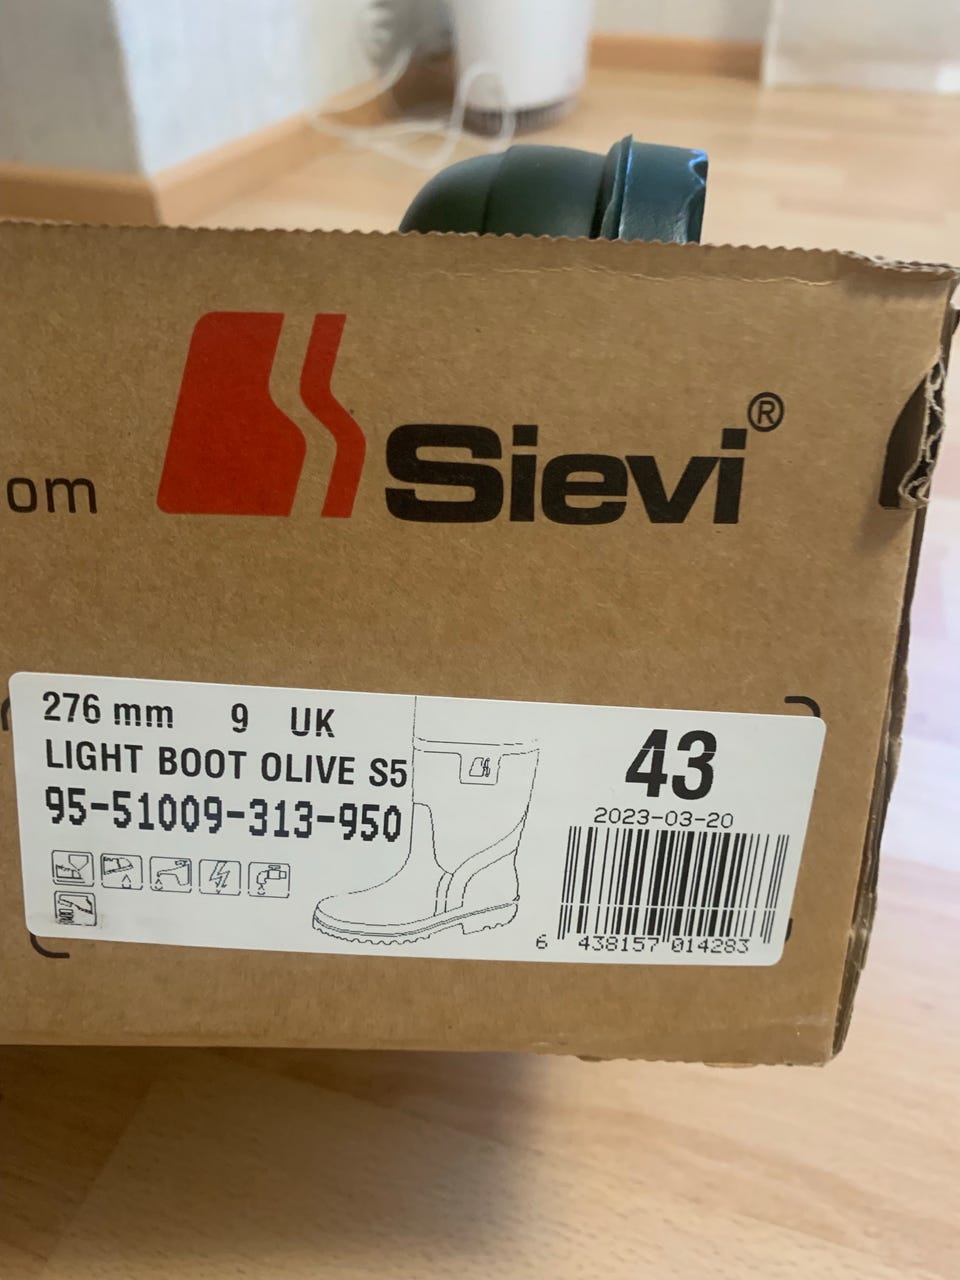 om
Sievi®
276 mm 9 UK
LIGHT BOOT OLIVE S5
95-51009-313-950
43
2023-03-20
6 438157 014283